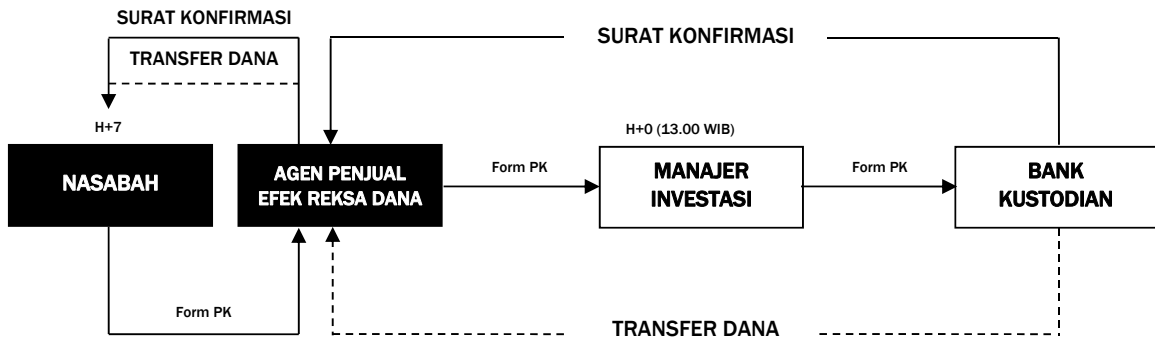 SURAT KONFIRMASI
TRANSFER DANA
SURAT KONFIRMASI
H+7
H+0 (13.00 WIB)
NASABAH
AGEN PENJUAL
EFEK REKSA DANA
Form PK
MANAJER
INVESTASI
Form PK
BANK
KUSTODIAN
Form PK
TRANSFER DANA